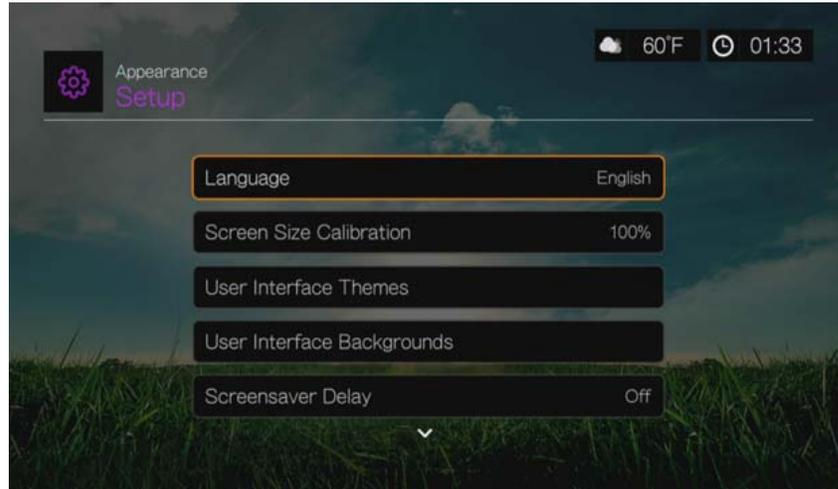 60°F 01:33
Appearance
Setup
Language English
Screen Size Calibration 100%
User Interface Themes
User Interface Backgrounds
Screensaver Delay Off